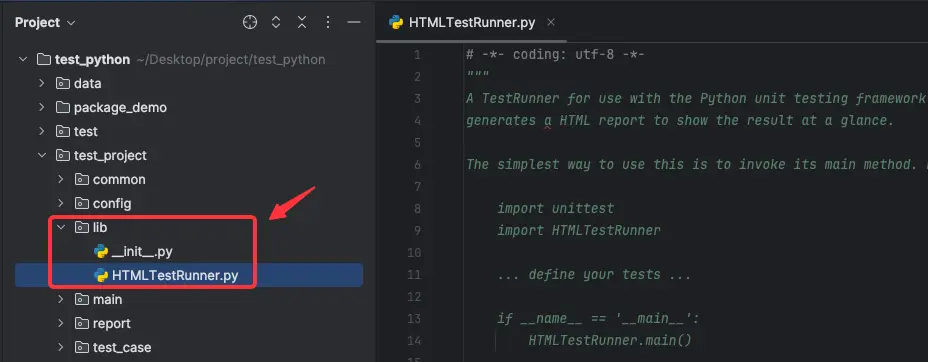 Project
test_python ~/Desktop/project/test_python
data
package_demo
test
test_project
common
config
lib
__init__.py
HTMLTestRunner.py
main
report
test_case
HTMLTestRunner.py
1 # -*- coding: utf-8 -*-
2 """
3 A TestRunner for use with the Python unit testing framework
4 generates a HTML report to show the result at a glance.
5
6 The simplest way to use this is to invoke its main method.
7
8 import unittest
9 import HTMLTestRunner
10
11 ... define your tests ...
12
13 if __name__ == '__main__':
14 HTMLTestRunner.main()